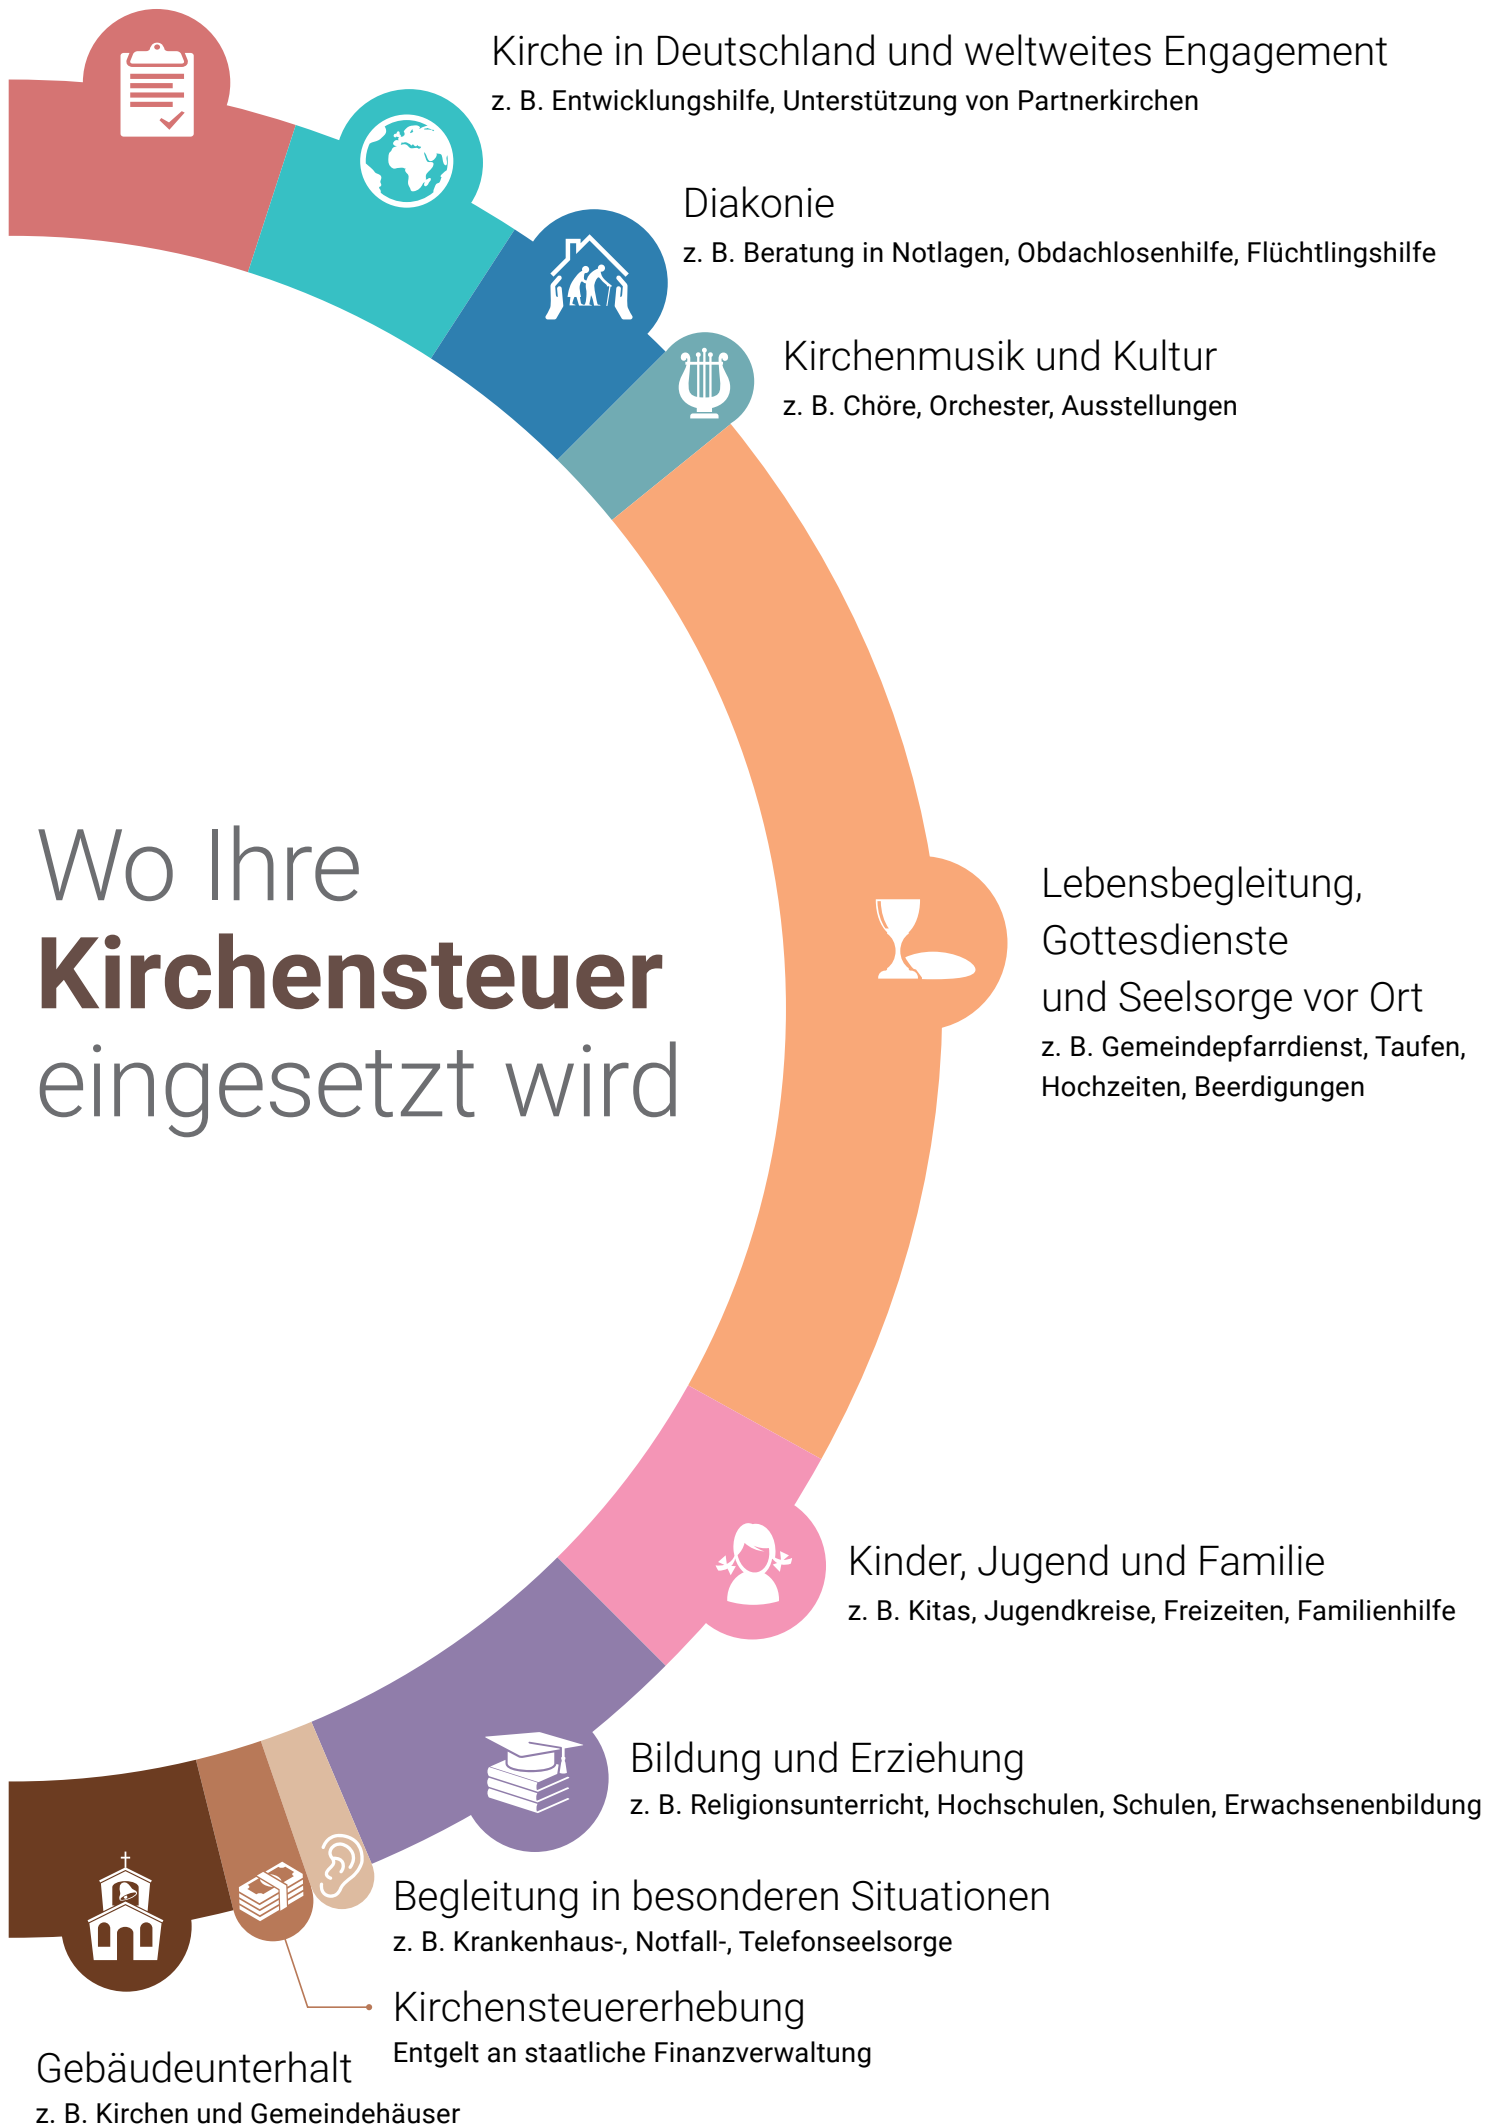 Kirche in Deutschland und weltweites Engagement
z. B. Entwicklungshilfe, Unterstützung von Partnerkirchen
Diakonie
z. B. Beratung in Notlagen, Obdachlosenhilfe, Flüchtlingshilfe
Kirchenmusik und Kultur
z. B. Chöre, Orchester, Ausstellungen
Wo Ihre
Kirchensteuer
eingesetzt wird
Lebensbegleitung,
Gottesdienste
und Seelsorge vor Ort
z. B. Gemeindepfarrdienst, Taufen,
Hochzeiten, Beerdigungen
Kinder, Jugend und Familie
z. B. Kitas, Jugendkreise, Freizeiten, Familienhilfe
Bildung und Erziehung
z. B. Religionsunterricht, Hochschulen, Schulen, Erwachsenenbildung
Begleitung in besonderen Situationen
z. B. Krankenhaus-, Notfall-, Telefonseelsorge
Kirchensteuererhebung
Entgelt an staatliche Finanzverwaltung
Gebäudeunterhalt
z. B. Kirchen und Gemeindehäuser